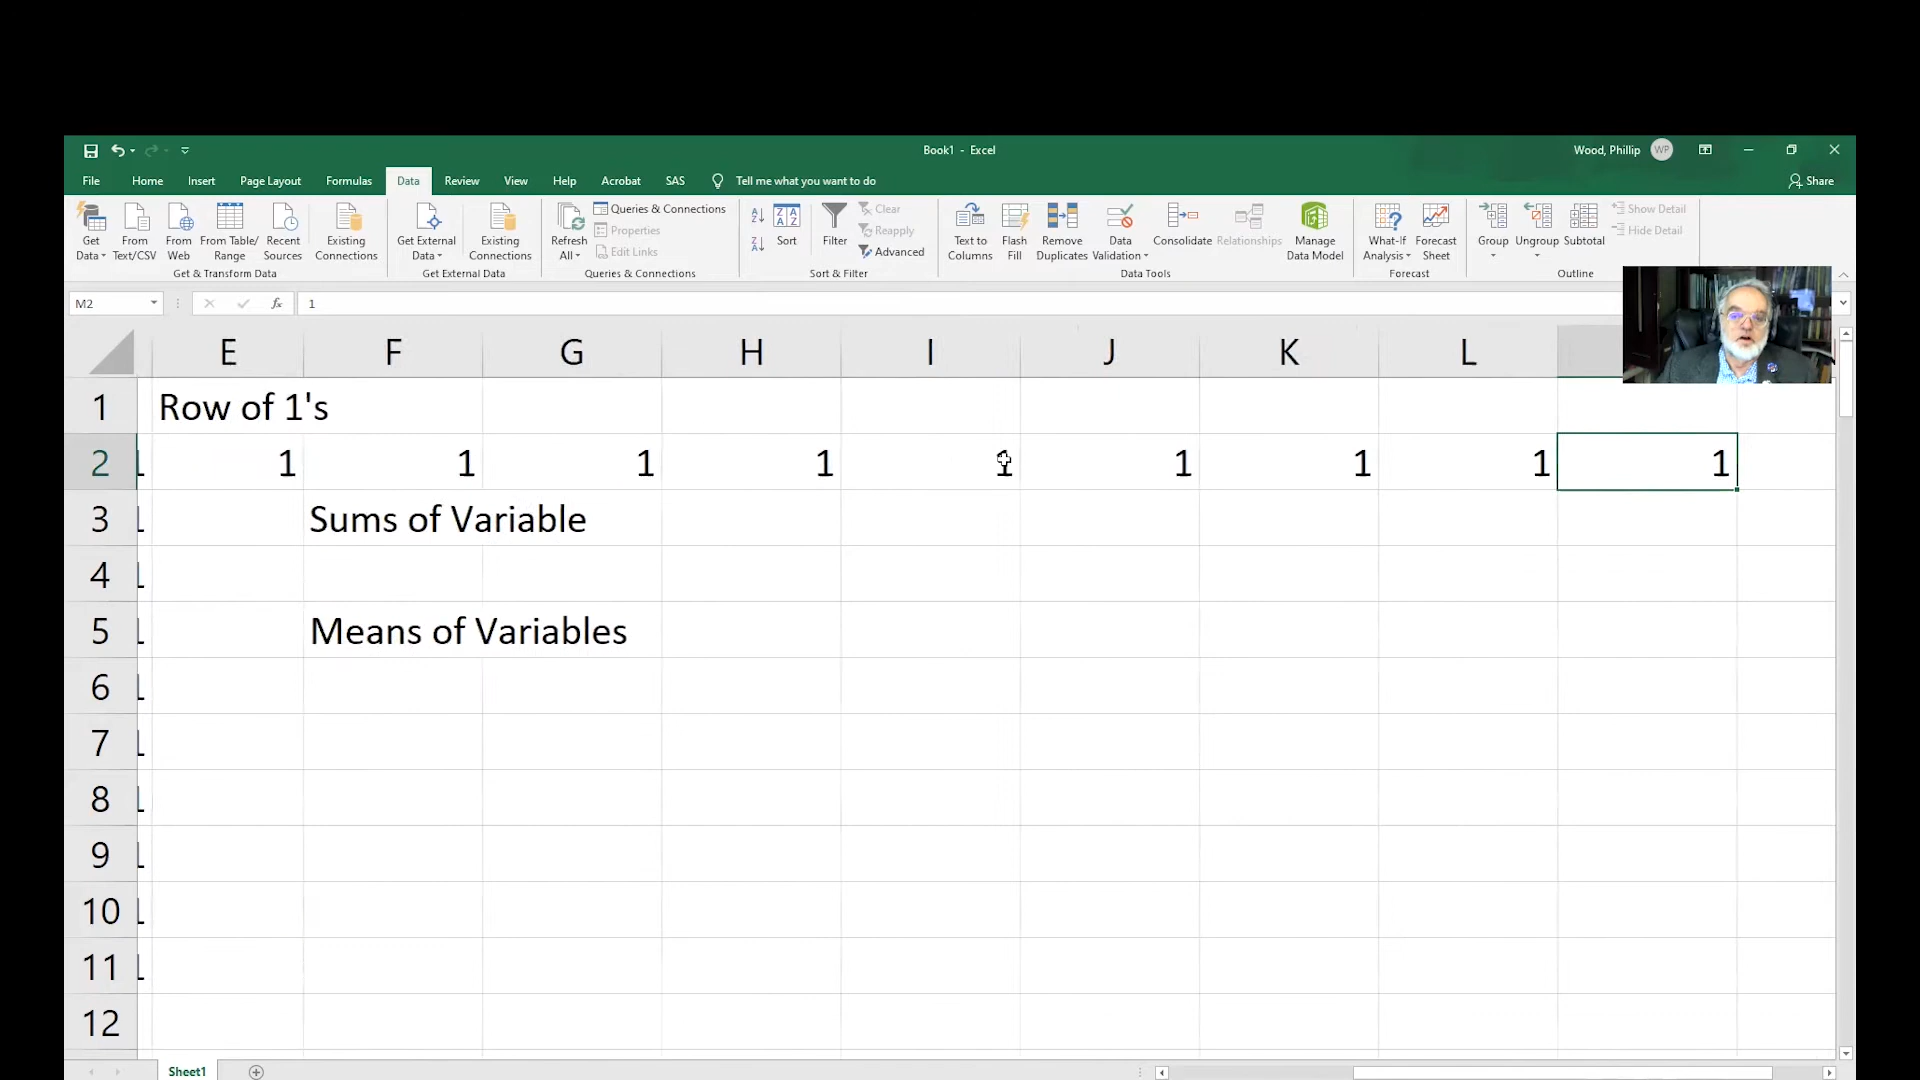 Book1 - Excel
Wood, Phillip WP
File Home Insert Page Layout Formulas Data Review View Help Acrobat SAS Tell me what you want to do Share
Get Data
From Text/CSV
From Web
From Table/ Range
Recent Sources
Existing Connections
Get & Transform Data
Get External Data
Existing Connections
Get External Data
Refresh All
Queries & Connections
Properties
Edit Links
Queries & Connections
Sort
Filter
Clear
Reapply
Advanced
Sort & Filter
Text to Columns
Flash Fill
Remove Duplicates
Data Validation
Consolidate
Relationships
Manage Data Model
Data Tools
What-If Analysis
Forecast Sheet
Forecast
Group
Ungroup
Subtotal
Show Detail
Hide Detail
Outline
M2 fx 1
E F G H I J K L
1 Row of 1's
2 1 1 1 1 1 1 1 1 1
3 Sums of Variable
4
5 Means of Variables
6
7
8
9
10
11
12
Sheet1